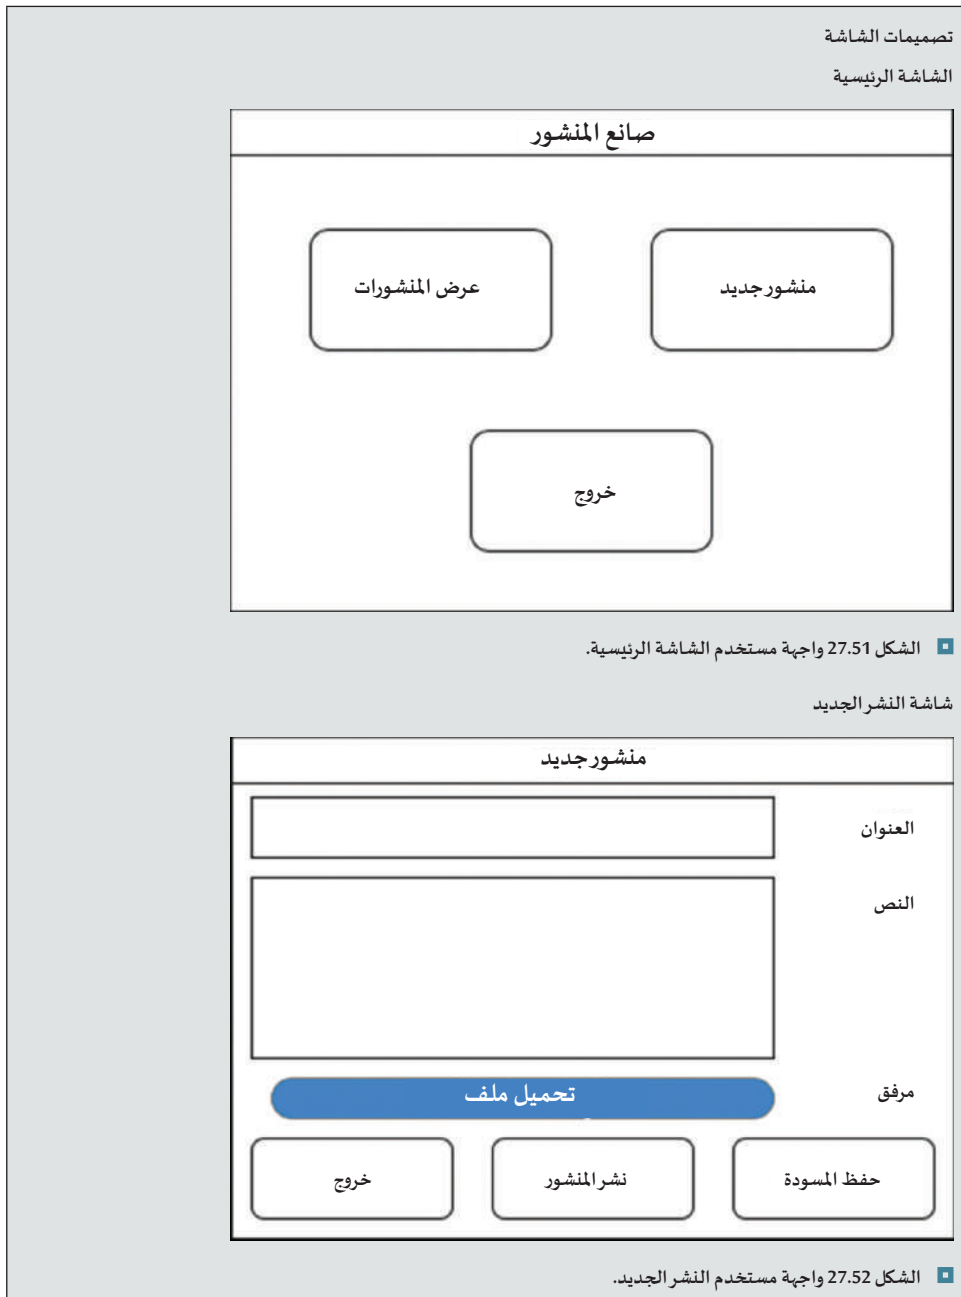 تصميمات الشاشة
الشاشة الرئيسية
صانع المنشور
منشور جديد
عرض المنشورات
خروج
الشكل 27.51 واجهة مستخدم الشاشة الرئيسية.
شاشة النشر الجديد
منشور جديد
العنوان
النص
مرفق
تحميل ملف
حفظ المسودة
نشر المنشور
خروج
الشكل 27.52 واجهة مستخدم النشر الجديد.